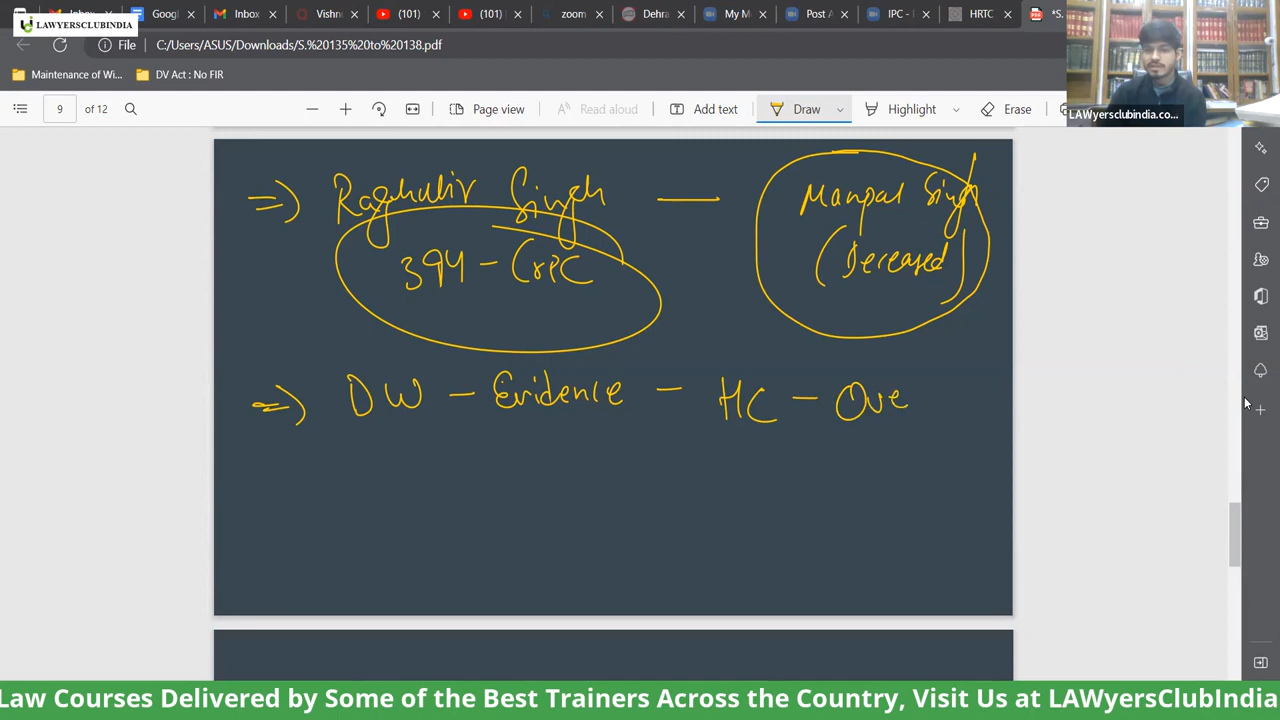 Googl
Inbox
Vishn
(101)
(101)
zoom
Dehra
My M
Post
IPC -
HRTC
*S.
LAWYERSCLUBINDIA
File C:/Users/ASUS/Downloads/S.%20135%20to%20138.pdf
Maintenance of Wi... DV Act : No FIR
9 of 12 Page view Read aloud Add text Draw Highlight Erase
LAWyersclubindia.co...
=> Raghubir Singh — Manpal Singh
394 - CrPC (Deceased)
=> DW - Evidence - HC - Ove
Law Courses Delivered by Some of the Best Trainers Across the Country, Visit Us at LAWyersClubIndia